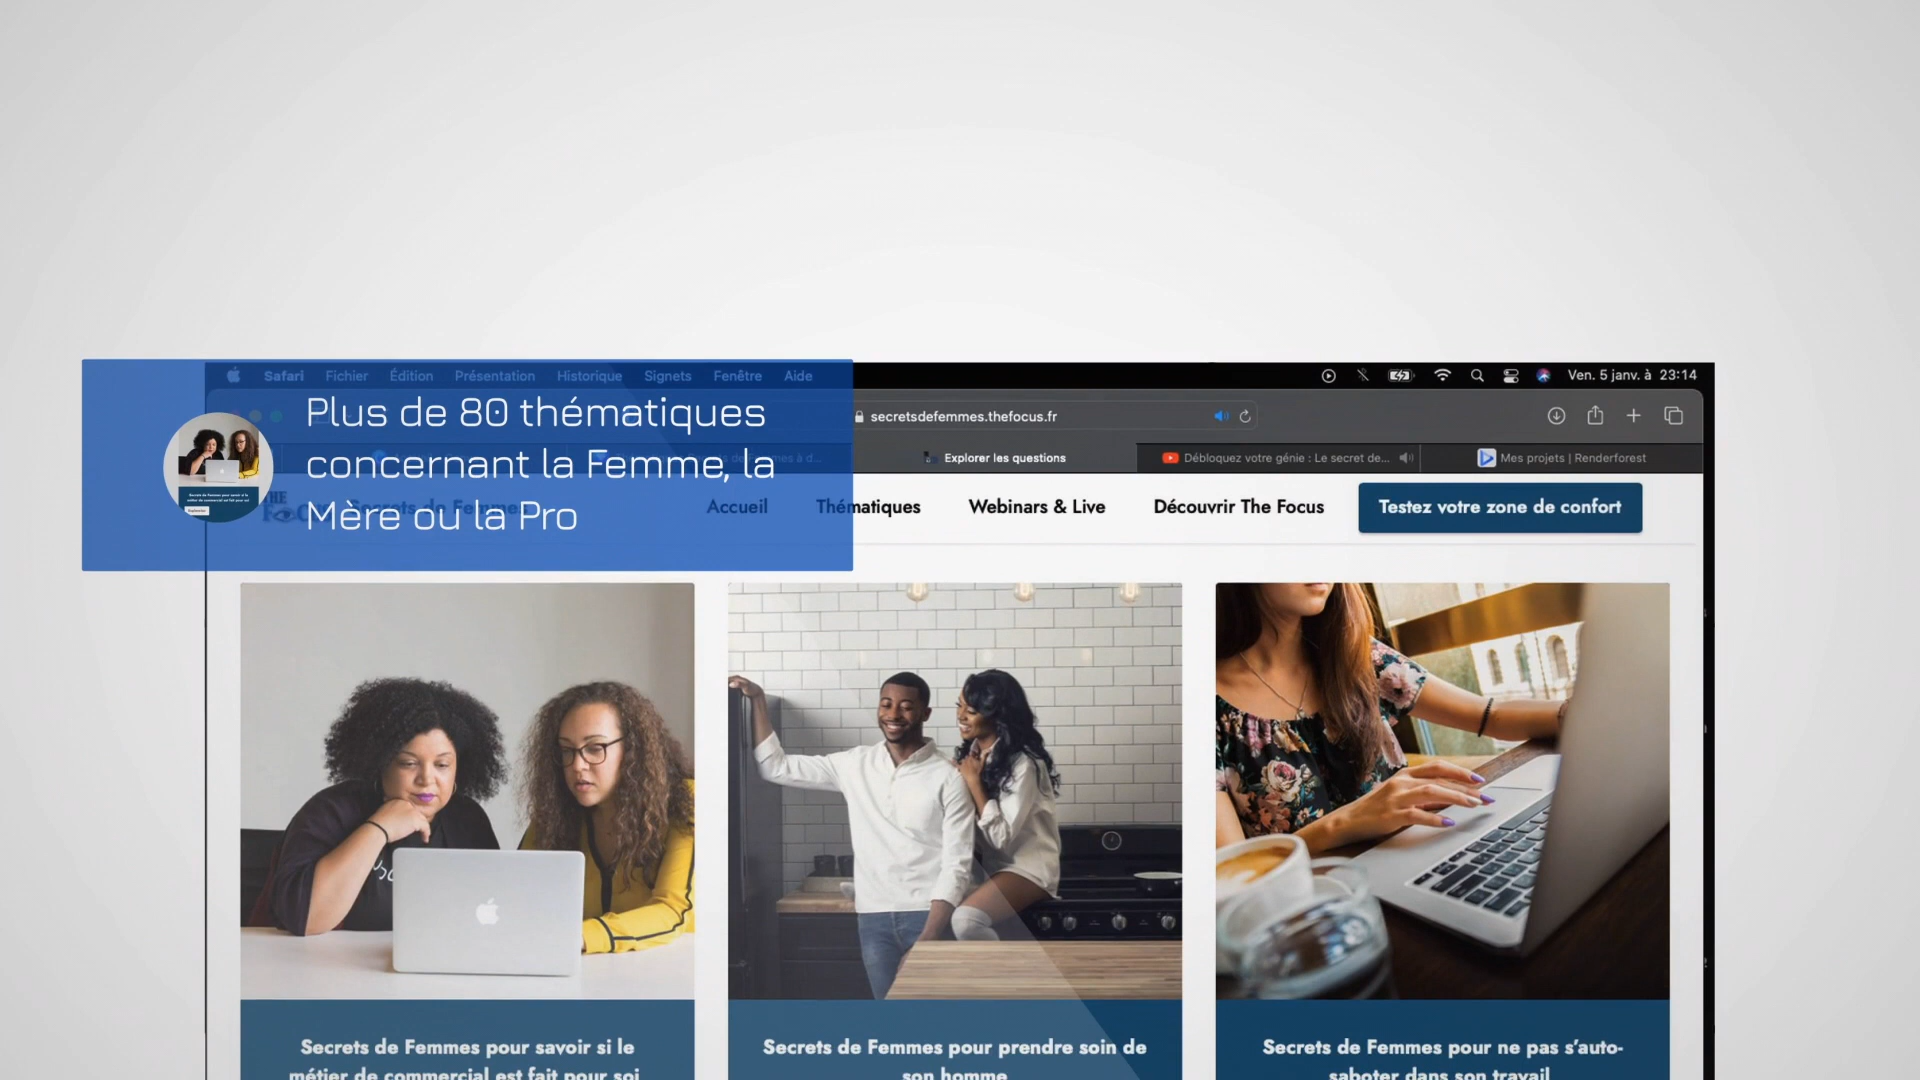 Safari Fichier Édition Présentation Historique Signets Fenêtre Aide
Ven. 5 janv. à 23:14
Plus de 80 thématiques
concernant la Femme, la
Mère ou la Pro
secretsdefemmes.thefocus.fr
Explorer les questions
Débloquez votre génie : Le secret de...
Mes projets | Renderforest
THE
Secrets de Femmes
Accueil
Thématiques
Webinars & Live
Découvrir The Focus
Testez votre zone de confort
Secrets de Femmes pour savoir si le
métier de commercial est fait pour soi
Secrets de Femmes pour prendre soin de
son homme
Secrets de Femmes pour ne pas s'auto-
saboter dans son travail